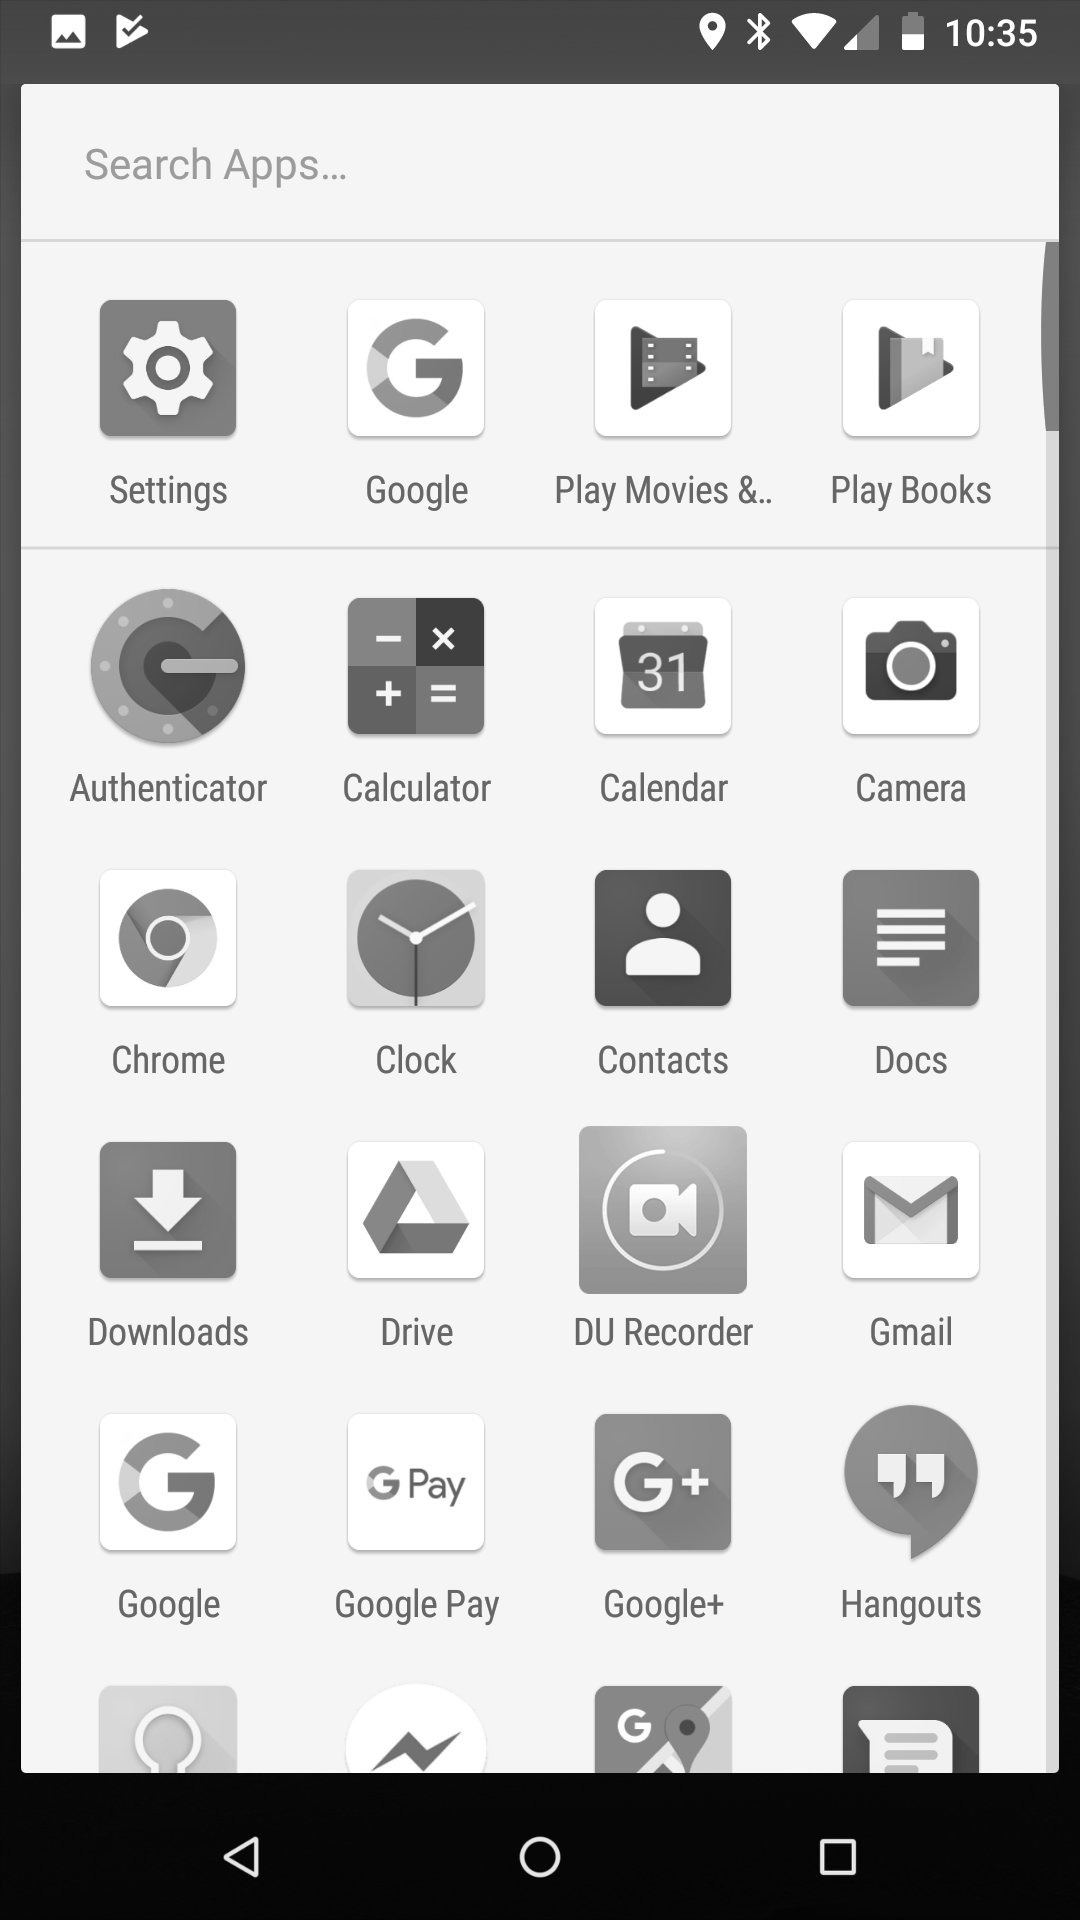 10:35
Search Apps...
Settings
Google
Play Movies &..
Play Books
31
Authenticator
Calculator
Calendar
Camera
Chrome
Clock
Contacts
Docs
Downloads
Drive
DU Recorder
Gmail
G Pay
G+
Google
Google Pay
Google+
Hangouts
G